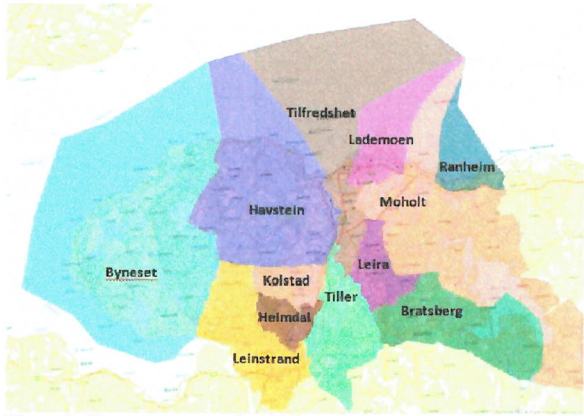 Tilfredshet
Lademoen
Ranheim
Moholt
Havstein
Leira
Byneset
Kolstad
Tiller
Heimdal
Bratsberg
Leinstrand